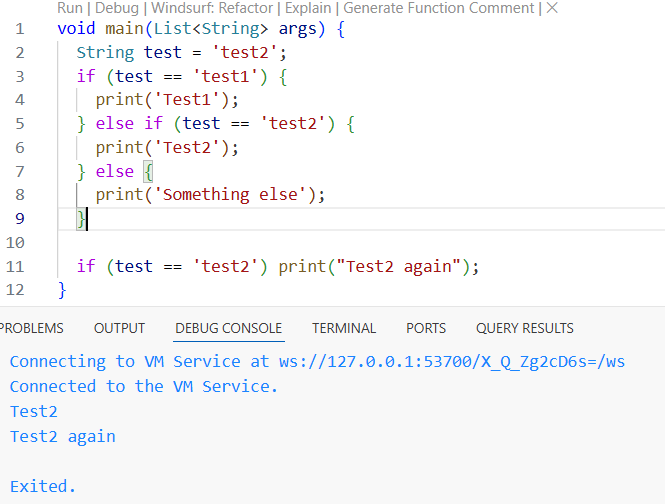 Run | Debug | Windsurf: Refactor | Explain | Generate Function Comment | ×
1 void main(List<String> args) {
2   String test = 'test2';
3   if (test == 'test1') {
4     print('Test1');
5   } else if (test == 'test2') {
6     print('Test2');
7   } else {
8     print('Something else');
9   }
10
11   if (test == 'test2') print("Test2 again");
12 }
PROBLEMS OUTPUT DEBUG CONSOLE TERMINAL PORTS QUERY RESULTS
Connecting to VM Service at ws://127.0.0.1:53700/X_Q_Zg2cD6s=/ws
Connected to the VM Service.
Test2
Test2 again
Exited.